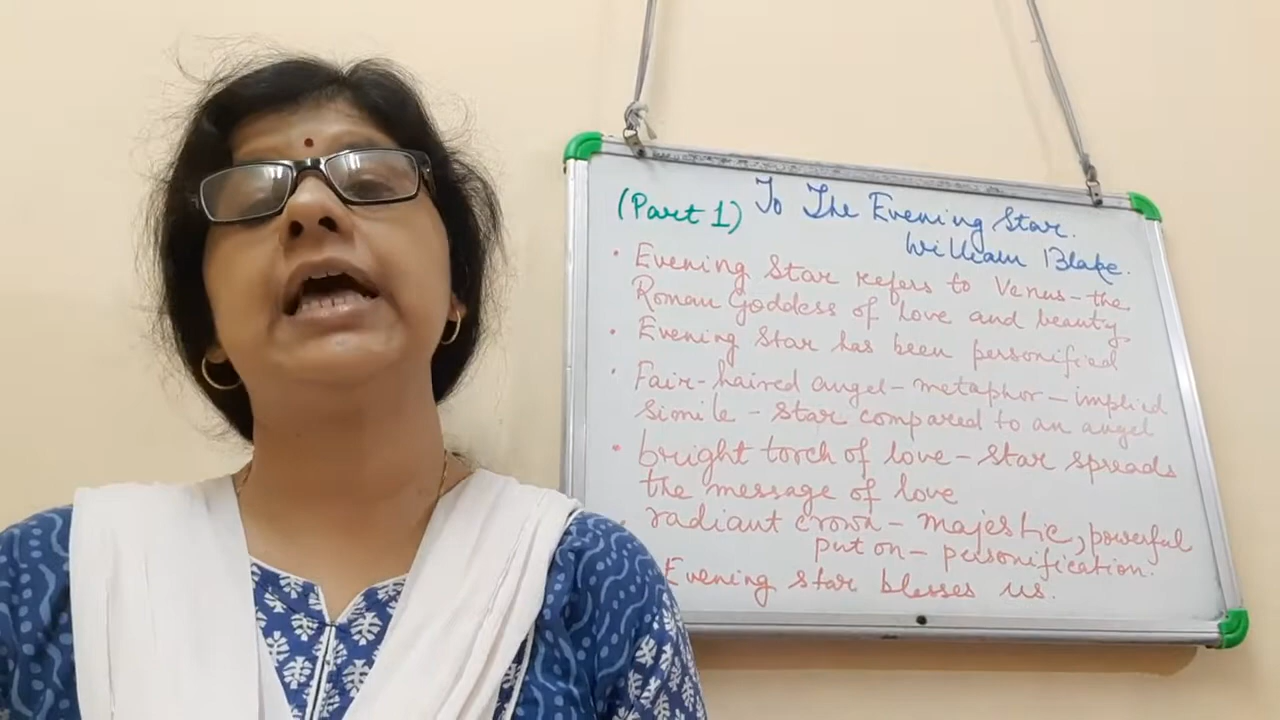 (Part 1) To The Evening Star.
William Blake.
• Evening Star refers to Venus - the
Roman Goddess of love and beauty
• Evening Star has been personified
• Fair-haired angel - metaphor - implied
simile - star compared to an angel
• bright torch of love - star spreads
the message of love
radiant crown - majestic, powerful
put on - personification.
Evening star blesses us.